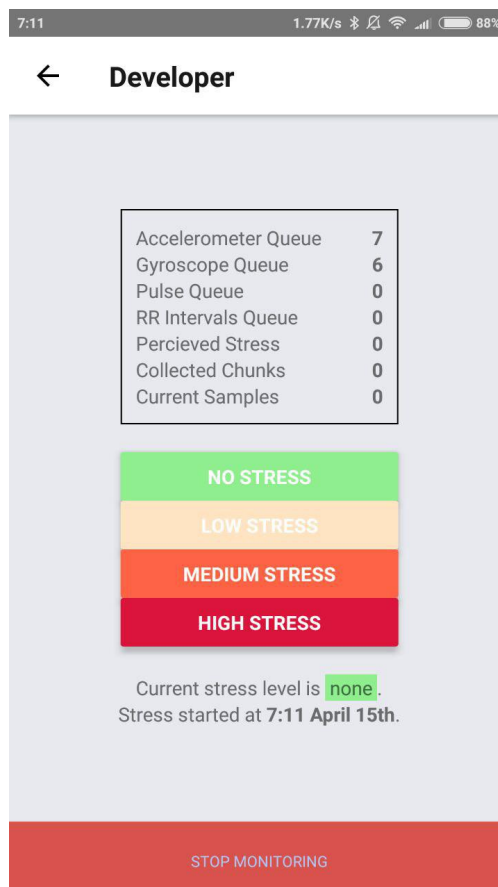 7:11 1.77K/s 88%
Developer
Accelerometer Queue 7
Gyroscope Queue 6
Pulse Queue 0
RR Intervals Queue 0
Percieved Stress 0
Collected Chunks 0
Current Samples 0
NO STRESS
LOW STRESS
MEDIUM STRESS
HIGH STRESS
Current stress level is none.
Stress started at 7:11 April 15th.
STOP MONITORING